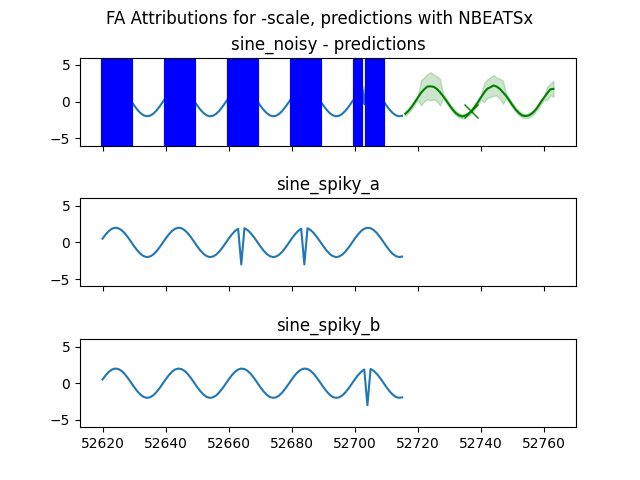 FA Attributions for -scale, predictions with NBEATSx
sine_noisy - predictions
5
0
−5
sine_spiky_a
5
0
−5
sine_spiky_b
5
0
−5
52620 52640 52660 52680 52700 52720 52740 52760